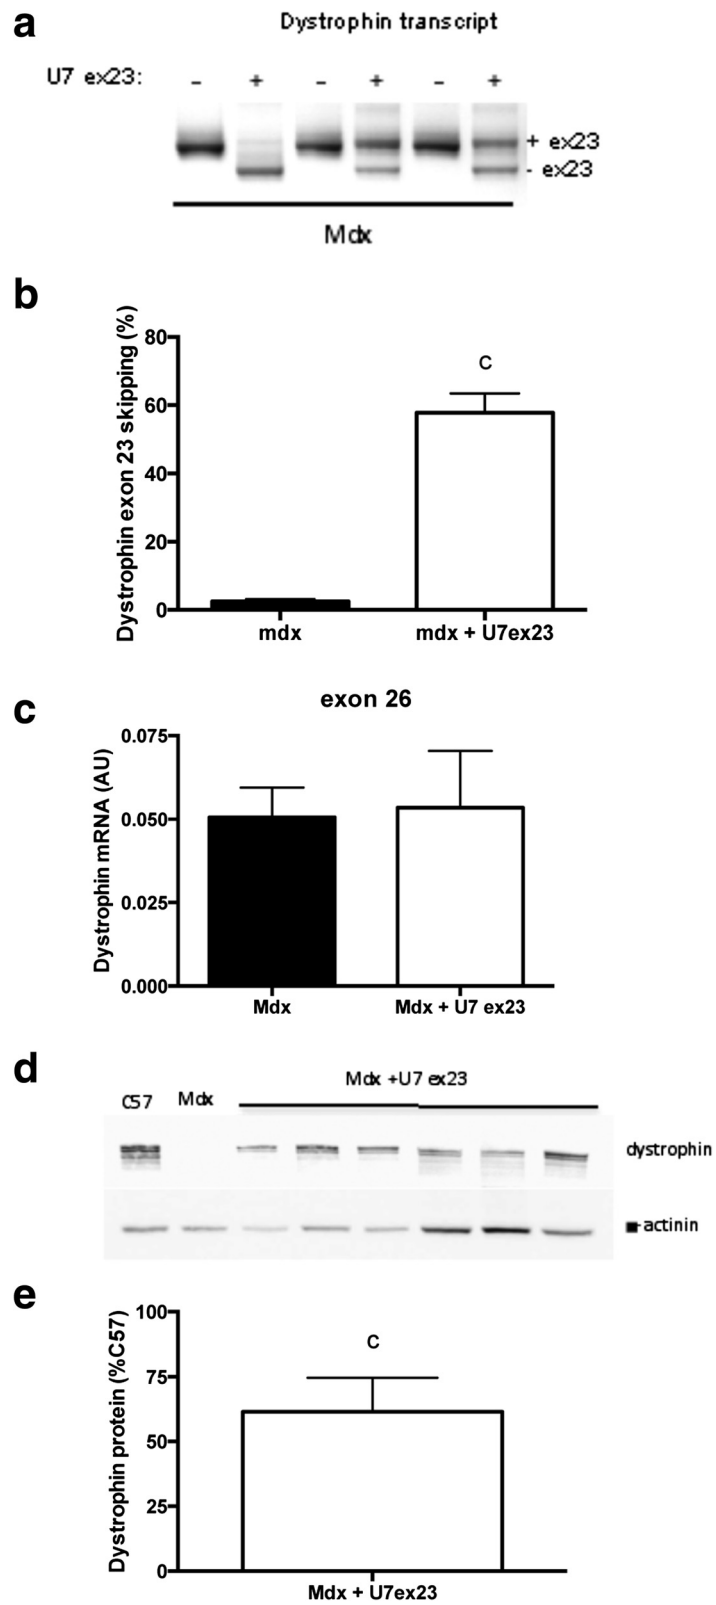 a
Dystrophin transcript
U7 ex23: - + - + - +
+ ex23
- ex23
Mdx
b
Dystrophin exon 23 skipping (%)
80
60
40
20
0
C
mdx
mdx + U7ex23
c
exon 26
Dystrophin mRNA (AU)
0.075
0.050
0.025
0.000
Mdx
Mdx + U7 ex23
d
C57
Mdx
Mdx +U7 ex23
dystrophin
■-actinin
e
Dystrophin protein (%C57)
100
75
50
25
0
C
Mdx + U7ex23